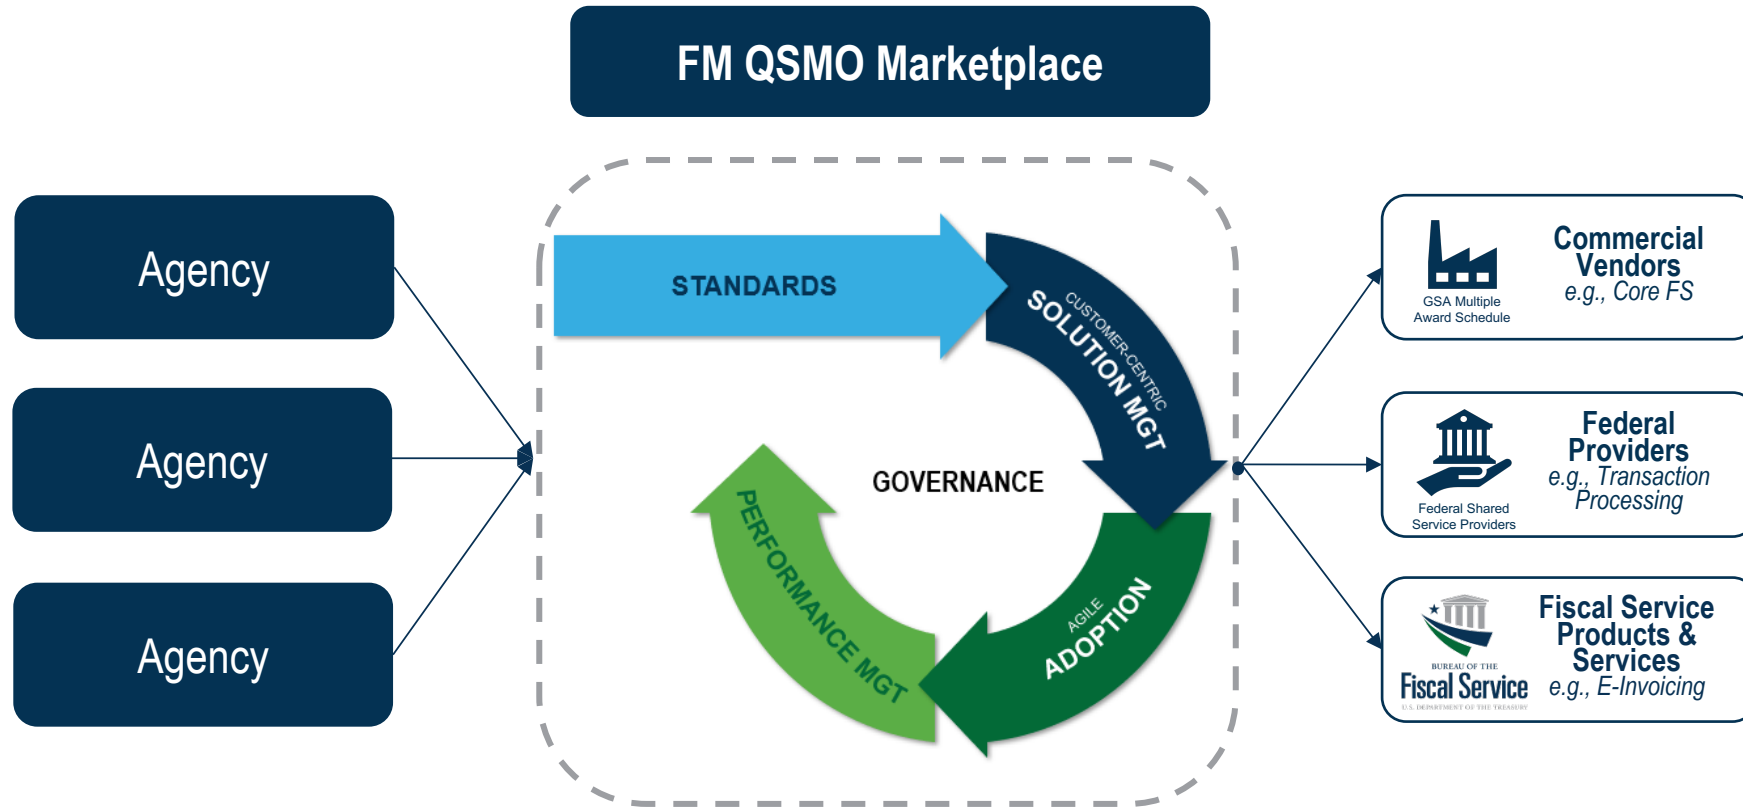 FM QSMO Marketplace
Agency
Agency
Agency
STANDARDS
CUSTOMER-CENTRIC
SOLUTION MGT
GOVERNANCE
AGILE
ADOPTION
PERFORMANCE MGT
GSA Multiple
Award Schedule
Commercial
Vendors
e.g., Core FS
Federal Shared
Service Providers
Federal
Providers
e.g., Transaction
Processing
BUREAU OF THE
Fiscal Service
U.S. DEPARTMENT OF THE TREASURY
Fiscal Service
Products &
Services
e.g., E-Invoicing